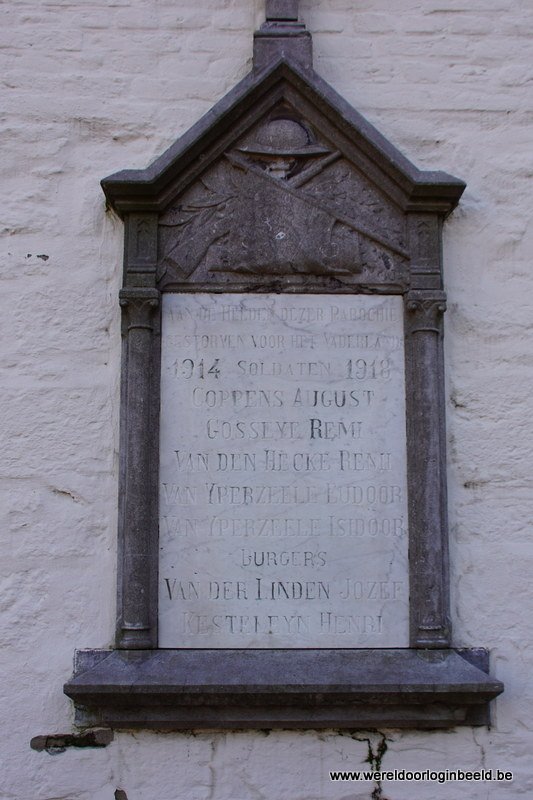 AAN DE HELDEN DEZER PAROCHIE
GESTORVEN VOOR HET VADERLAND
1914 SOLDATEN 1918
COPPENS AUGUST
GOSSEYE REMI
VAN DEN HECKE REMI
VAN YPERZEELE LUDOOR
VAN YPERZEELE ISIDOOR
BURGERS
VAN DER LINDEN JOZEF
KESTELEYN HENRI
www.wereldoorloginbeeld.be